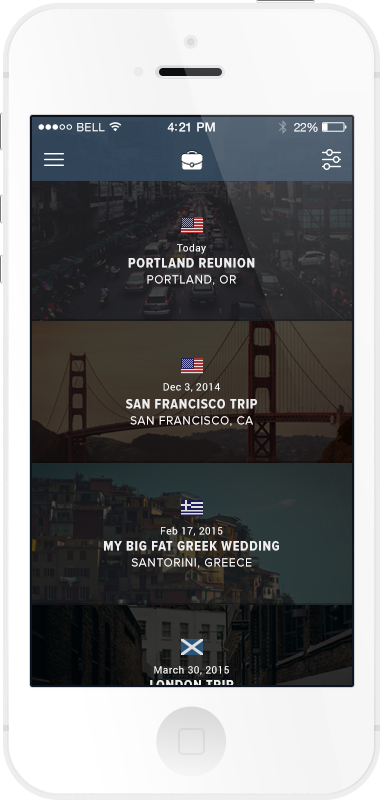 ●●●○○ BELL 4:21 PM 22%
Today
PORTLAND REUNION
PORTLAND, OR
Dec 3, 2014
SAN FRANCISCO TRIP
SAN FRANCISCO, CA
Feb 17, 2015
MY BIG FAT GREEK WEDDING
SANTORINI, GREECE
March 30, 2015
LONDON TRIP